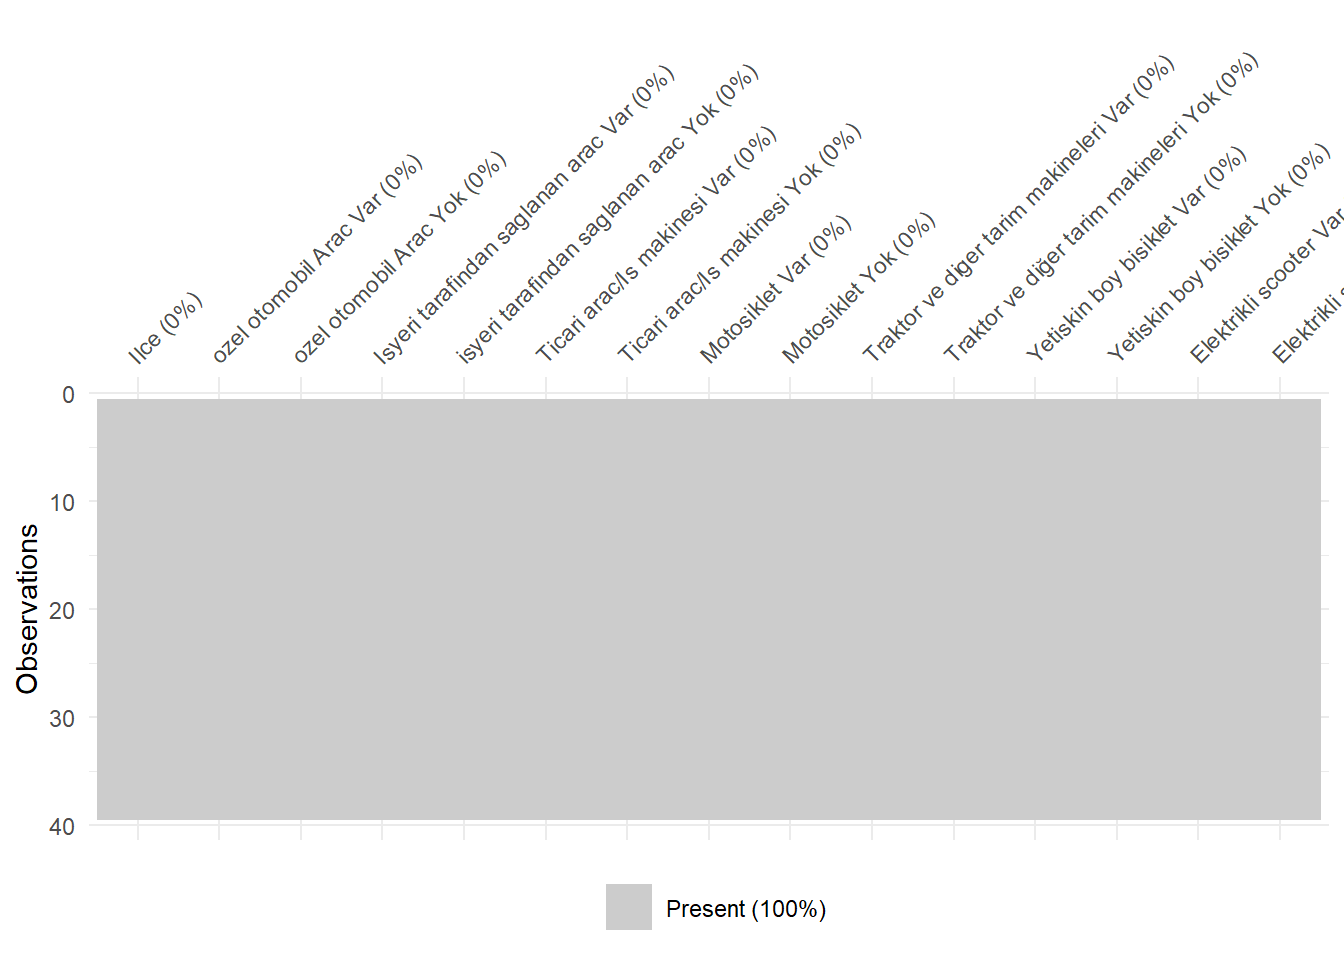 Ilce (0%)
ozel otomobil Arac Var (0%)
ozel otomobil Arac Yok (0%)
Isyeri tarafindan saglanan arac Var (0%)
isyeri tarafindan saglanan arac Yok (0%)
Ticari arac/Is makinesi Var (0%)
Ticari arac/Is makinesi Yok (0%)
Motosiklet Var (0%)
Motosiklet Yok (0%)
Traktor ve diger tarim makineleri Var (0%)
Traktor ve diğer tarim makineleri Yok (0%)
Yetiskin boy bisiklet Var (0%)
Yetiskin boy bisiklet Yok (0%)
Elektrikli scooter Var
Elektrikli
0
10
20
30
40
Observations
Present (100%)